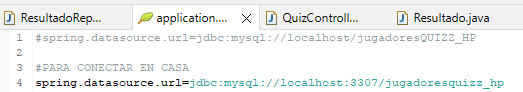 ResultadoRep... application.... QuizControll... Resultado.java
1 #spring.datasource.url=jdbc:mysql://localhost/jugadoresQUIZZ_HP
2
3 #PARA CONECTAR EN CASA
4 spring.datasource.url=jdbc:mysql://localhost:3307/jugadoresquizz_hp